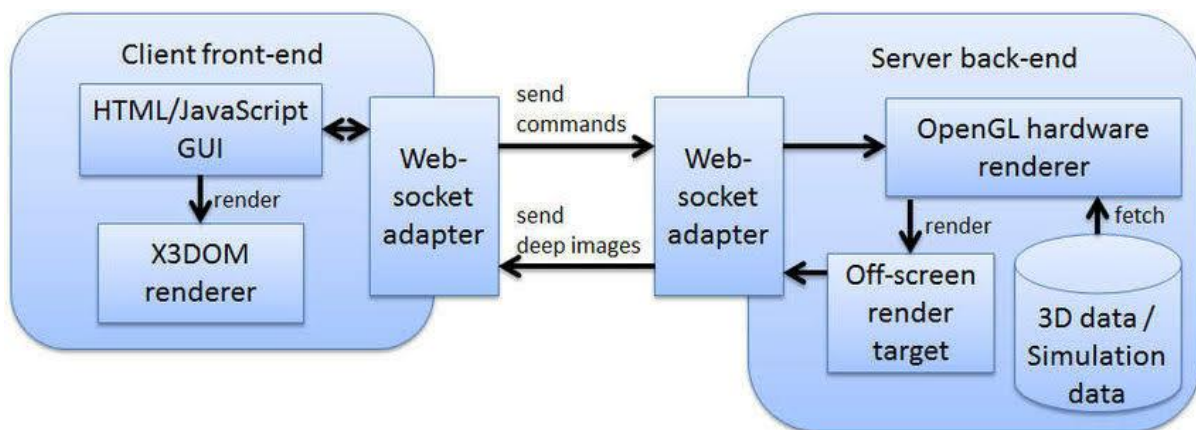 Client front-end
HTML/JavaScript
GUI
render
X3DOM
renderer
Web-
socket
adapter
send
commands
send
deep images
Web-
socket
adapter
Server back-end
OpenGL hardware
renderer
render
fetch
Off-screen
render
target
3D data /
Simulation
data